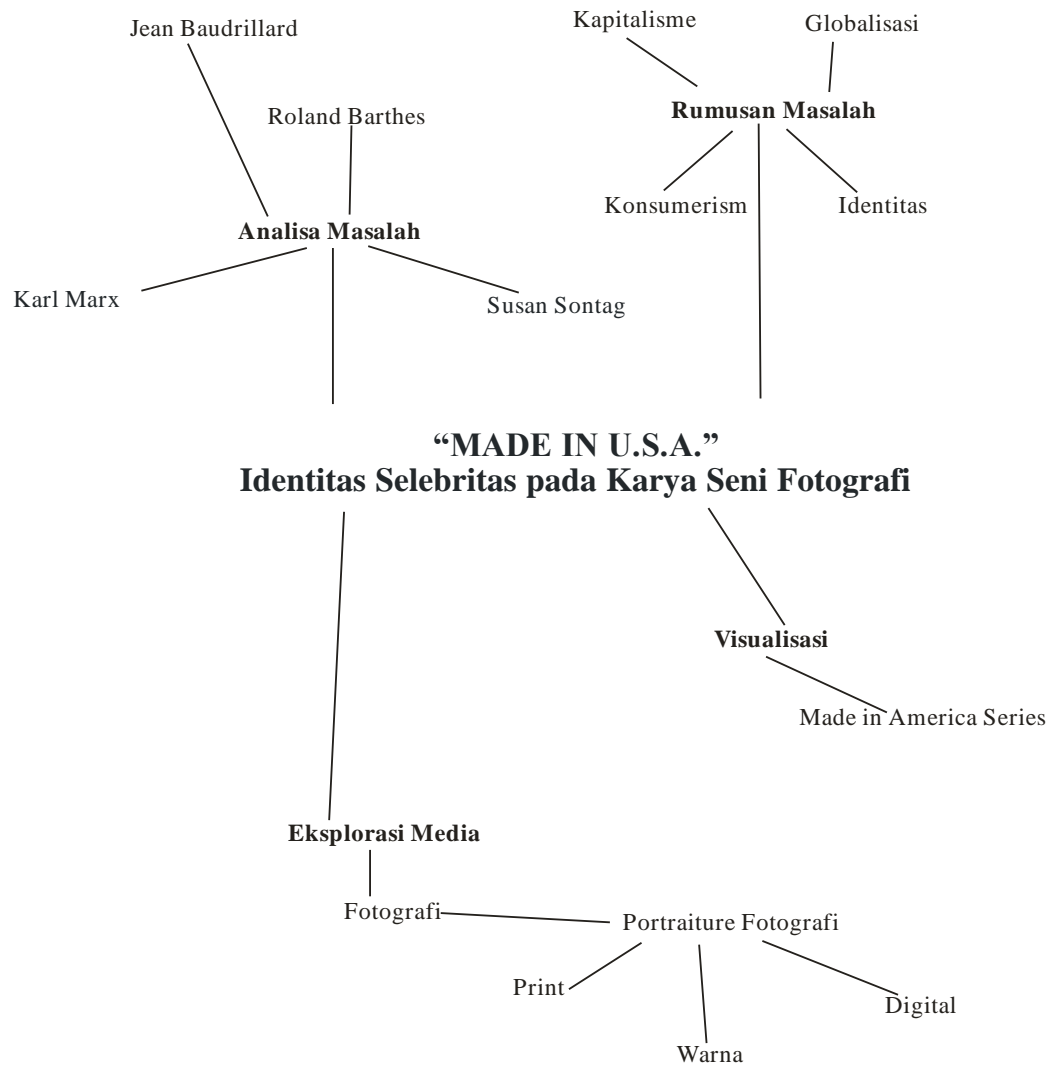 Jean Baudrillard
Kapitalisme
Globalisasi
Roland Barthes
Rumusan Masalah
Konsumerism
Identitas
Analisa Masalah
Karl Marx
Susan Sontag
“MADE IN U.S.A.”
Identitas Selebritas pada Karya Seni Fotografi
Visualisasi
Made in America Series
Eksplorasi Media
Fotografi
Portraiture Fotografi
Print
Digital
Warna